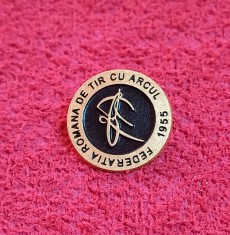 FEDERATIA ROMANA DE TIR CU ARCUL
1955